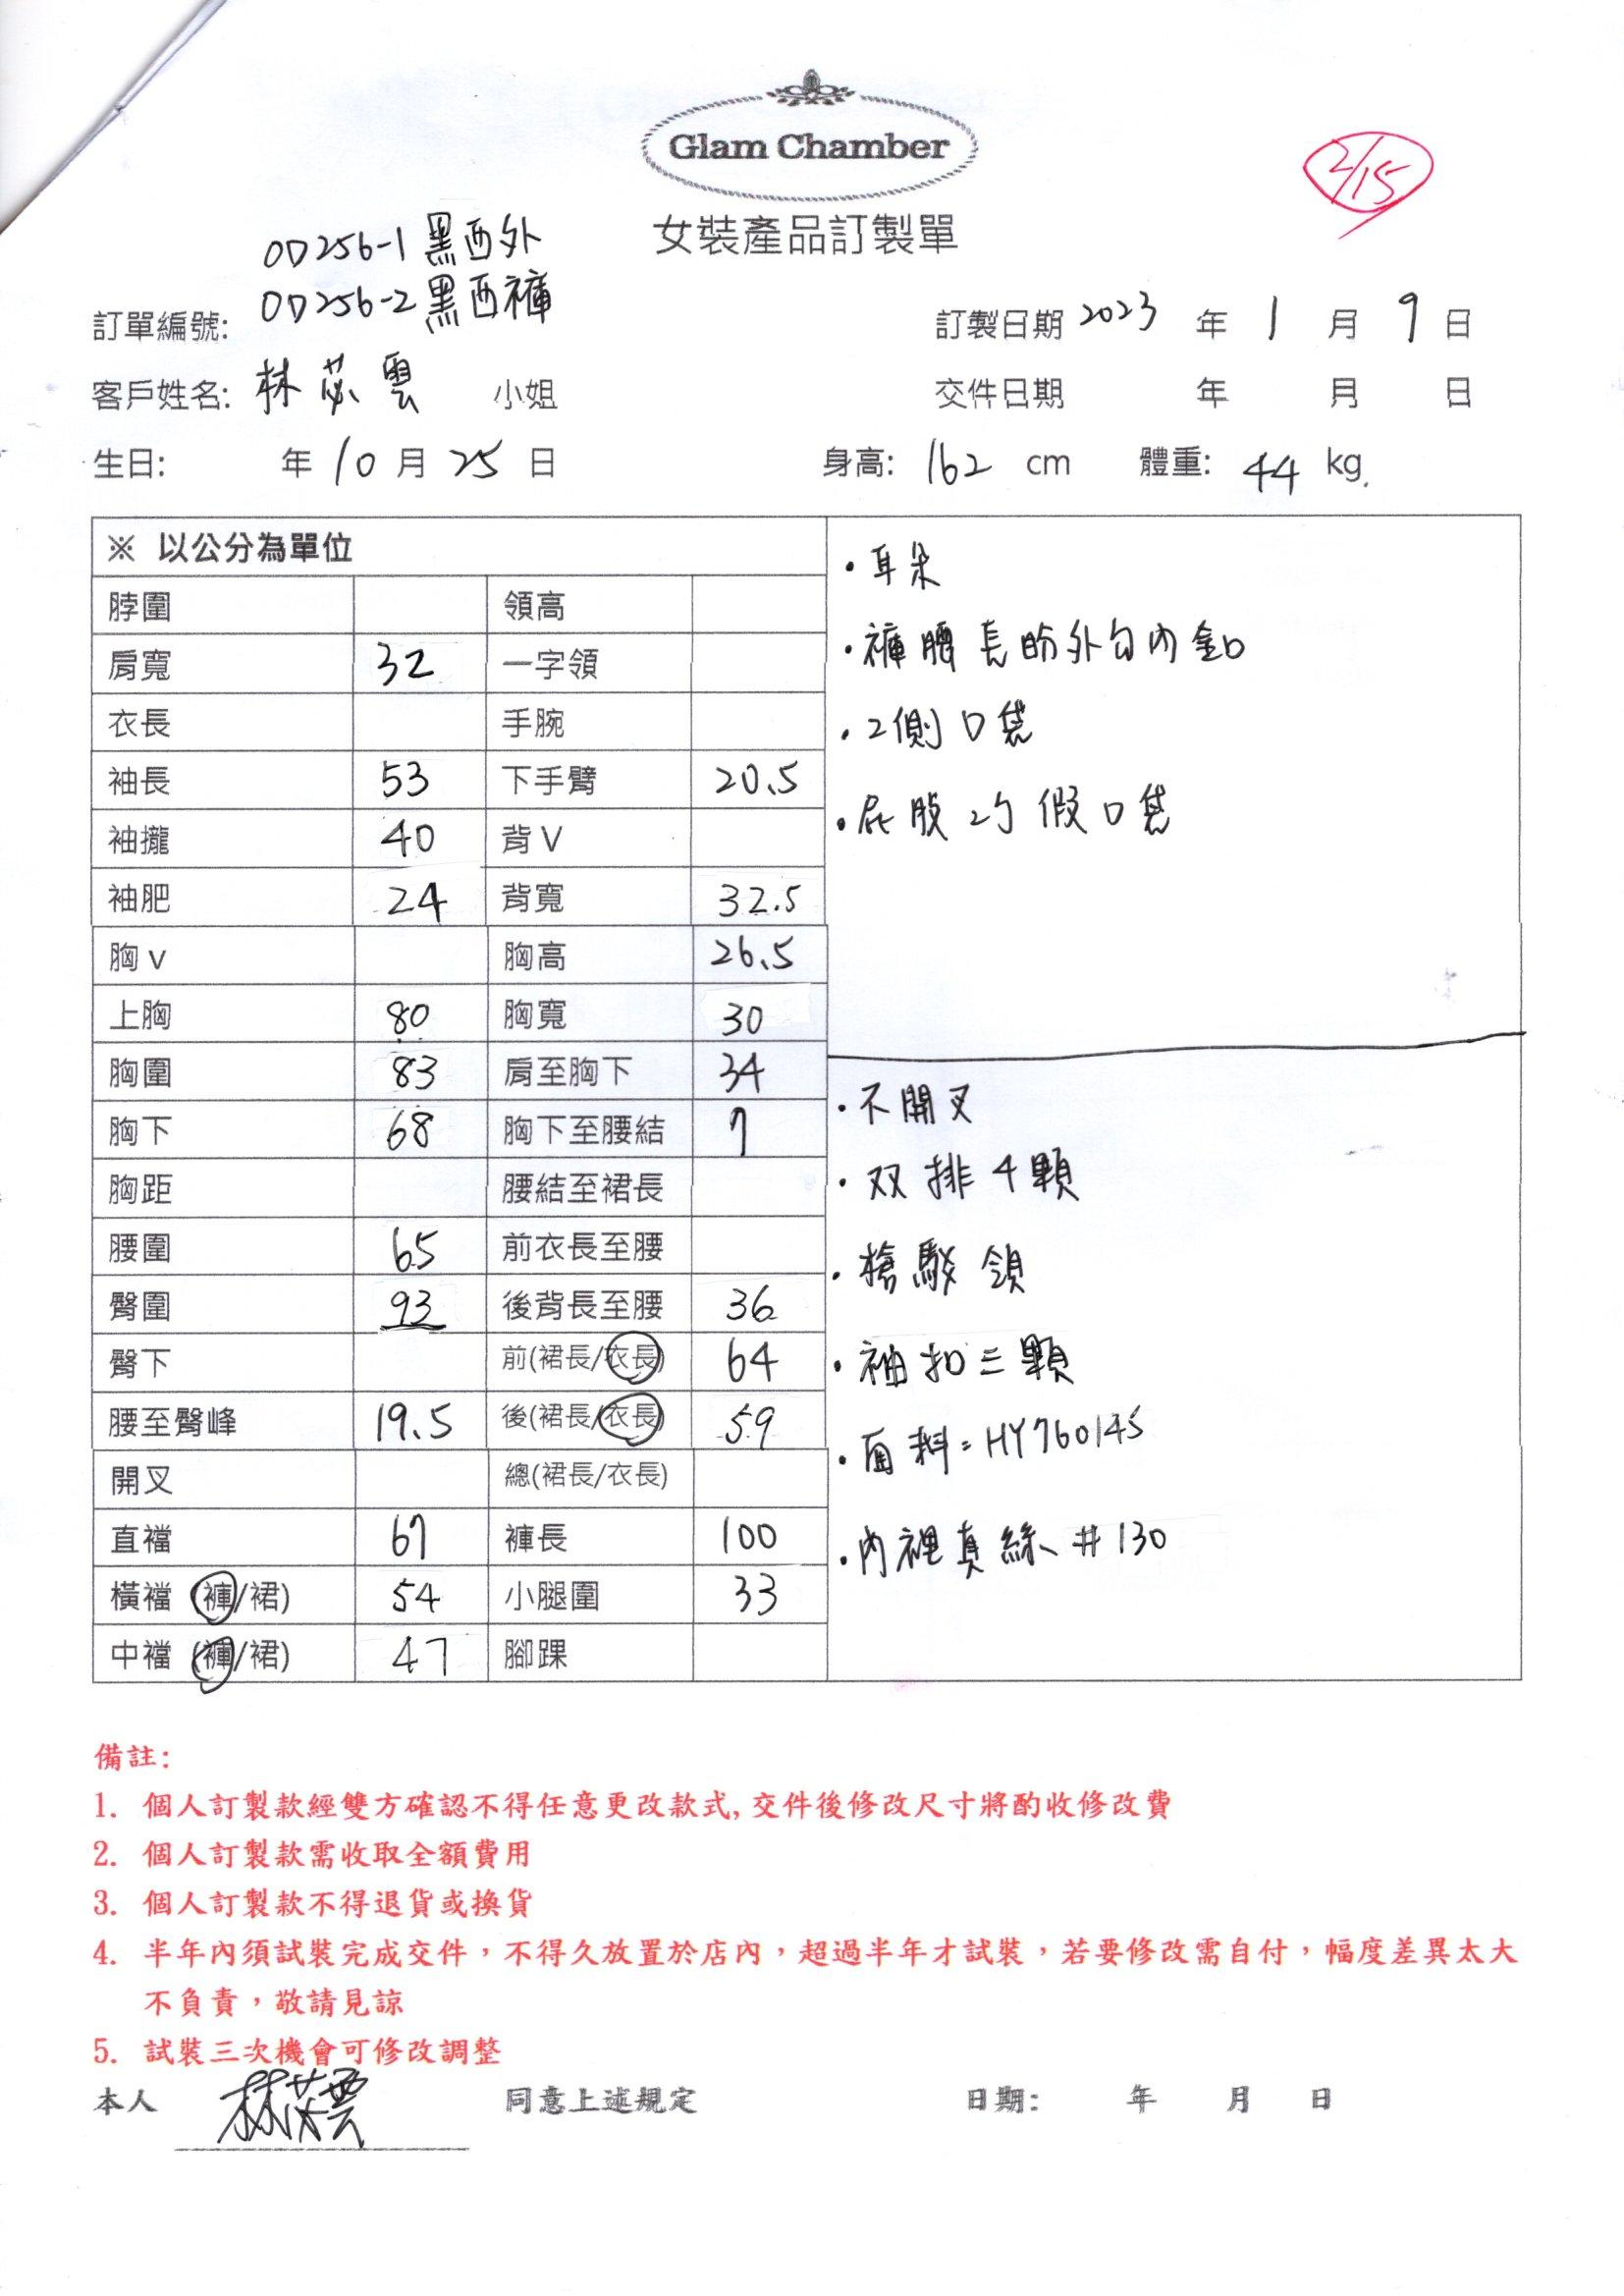 Glam Chamber
2/15
女裝產品訂製單
OD256-1 黑西外
OD256-2 黑西褲
訂單編號:
訂製日期 2023 年 1 月 9 日
客戶姓名: 林苾雲 小姐
交件日期 年 月 日
生日: 年 10 月 25 日 身高: 162 cm 體重: 44 kg.
※ 以公分為單位
脖圍 領高
肩寬 32 一字領
衣長 手腕
袖長 53 下手臂 20.5
袖攏 40 背V
袖肥 24 背寬 32.5
胸v 胸高 26.5
上胸 80 胸寬 30
胸圍 83 肩至胸下 34
胸下 68 胸下至腰結 7
胸距 腰結至裙長
腰圍 65 前衣長至腰
臀圍 93 後背長至腰 36
臀下 前(裙長/衣長) 64
腰至臀峰 19.5 後(裙長/衣長) 59
開叉 總(裙長/衣長)
直襠 67 褲長 100
橫襠 (褲/裙) 54 小腿圍 33
中襠 (褲/裙) 47 腳踝
·耳朵
·褲腰長的外勾內釦
·2側口袋
·屁股2勾假口袋
·不開叉
·双排4顆
·槍駁領
·袖扣三顆
·面料=HY760145
·內裡真絲#130
備註:
1. 個人訂製款經雙方確認不得任意更改款式,交件後修改尺寸將酌收修改費
2. 個人訂製款需收取全額費用
3. 個人訂製款不得退貨或換貨
4. 半年內須試裝完成交件，不得久放置於店內，超過半年才試裝，若要修改需自付，幅度差異太大
不負責，敬請見諒
5. 試裝三次機會可修改調整
本人 林苾雲 同意上述規定 日期: 年 月 日